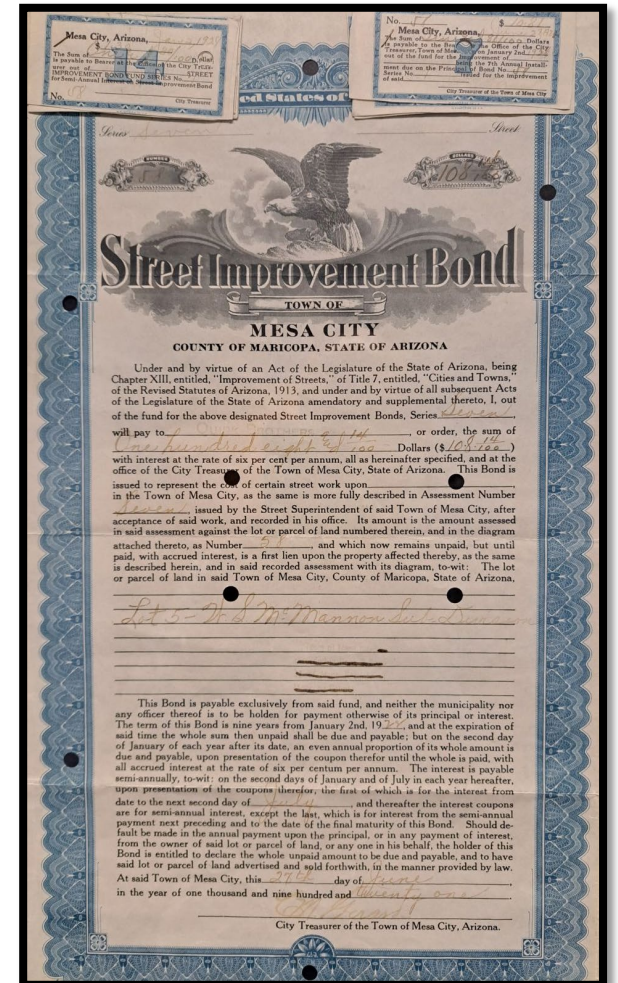 Mesa City, Arizona,
$
The Sum of
is payable to Bearer at the Office of the City Treas-
urer out of STREET
IMPROVEMENT BOND FUND SERIES No.
for Semi-Annual Interest on Street Improvement Bond
No.
City Treasurer
No. $
Mesa City, Arizona,
The Sum of Dollars
is payable to the Bearer at the Office of the City
on January 2nd
out of the fund for the Improvement of
being the 7th Annual Install-
ment due on the Principal of Bond No.
Series No. issued for the improvement
of said
City Treasurer of the Town of Mesa City
ed States of
Series Seven Street
NUMBER
DOLLARS
108 14/100
Street Improvement Bond
TOWN OF
MESA CITY
COUNTY OF MARICOPA, STATE OF ARIZONA
Under and by virtue of an Act of the Legislature of the State of Arizona, being
Chapter XIII, entitled, "Improvement of Streets," of Title 7, entitled, "Cities and Towns,"
of the Revised Statutes of Arizona, 1913, and under and by virtue of all subsequent Acts
of the Legislature of the State of Arizona amendatory and supplemental thereto, I, out
of the fund for the above designated Street Improvement Bonds, Series Seven
will pay to , or order, the sum of
One hundred eight & 14/100 Dollars ($108 14/100)
with interest at the rate of six per cent per annum, all as hereinafter specified, and at the
office of the City Treasurer of the Town of Mesa City, State of Arizona. This Bond is
issued to represent the cost of certain street work upon ,
in the Town of Mesa City, as the same is more fully described in Assessment Number
Seven, issued by the Street Superintendent of said Town of Mesa City, after
acceptance of said work, and recorded in his office. Its amount is the amount assessed
in said assessment against the lot or parcel of land numbered therein, and in the diagram
attached thereto, as Number 58, and which now remains unpaid, but until
paid, with accrued interest, is a first lien upon the property affected thereby, as the same
is described herein, and in said recorded assessment with its diagram, to-wit: The lot
or parcel of land in said Town of Mesa City, County of Maricopa, State of Arizona,
Lot 5 - W S McMannon Sub Division
This Bond is payable exclusively from said fund, and neither the municipality nor
any officer thereof is to be holden for payment otherwise of its principal or interest.
The term of this Bond is nine years from January 2nd, 192 , and at the expiration of
said time the whole sum then unpaid shall be due and payable; but on the second day
of January of each year after its date, an even annual proportion of its whole amount is
due and payable, upon presentation of the coupon therefor until the whole is paid, with
all accrued interest at the rate of six per centum per annum. The interest is payable
semi-annually, to-wit: on the second days of January and of July in each year hereafter,
upon presentation of the coupons therefor, the first of which is for the interest from
date to the next second day of July, and thereafter the interest coupons
are for semi-annual interest, except the last, which is for interest from the semi-annual
payment next preceding and to the date of the final maturity of this Bond. Should de-
fault be made in the annual payment upon the principal, or in any payment of interest,
from the owner of said lot or parcel of land, or any one in his behalf, the holder of this
Bond is entitled to declare the whole unpaid amount to be due and payable, and to have
said lot or parcel of land advertised and sold forthwith, in the manner provided by law.
At said Town of Mesa City, this 27th day of June,
in the year of one thousand and nine hundred and twenty one
City Treasurer of the Town of Mesa City, Arizona.